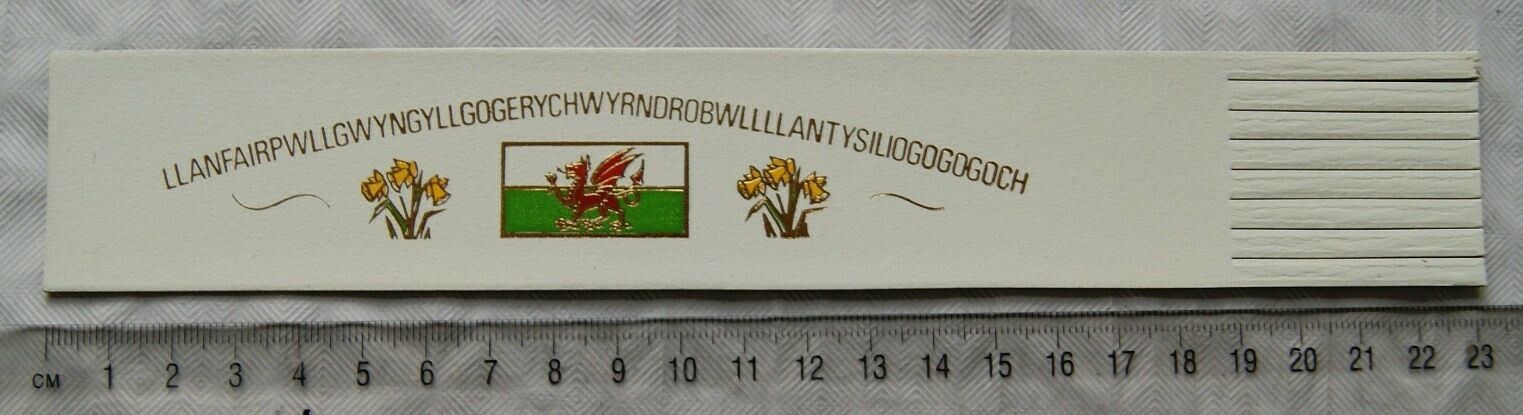 LLANFAIRPWLLGWYNGYLLGOGERYCHWYRNDROBWLLLLANTYSILIOGOGOGOCH
CM 1 2 3 4 5 6 7 8 9 10 11 12 13 14 15 16 17 18 19 20 21 22 23